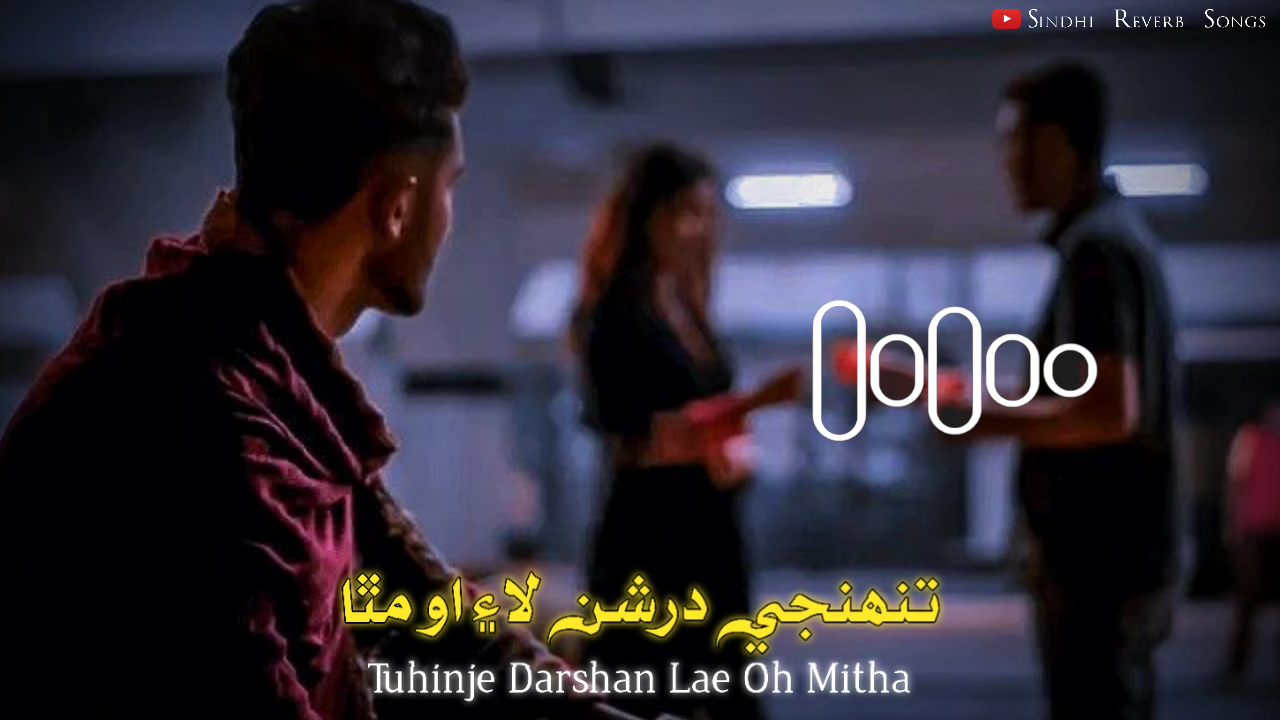 Sindhi Reverb Songs
تنهنجي درشن لاءِ او مٺا
Tuhinje Darshan Lae Oh Mitha